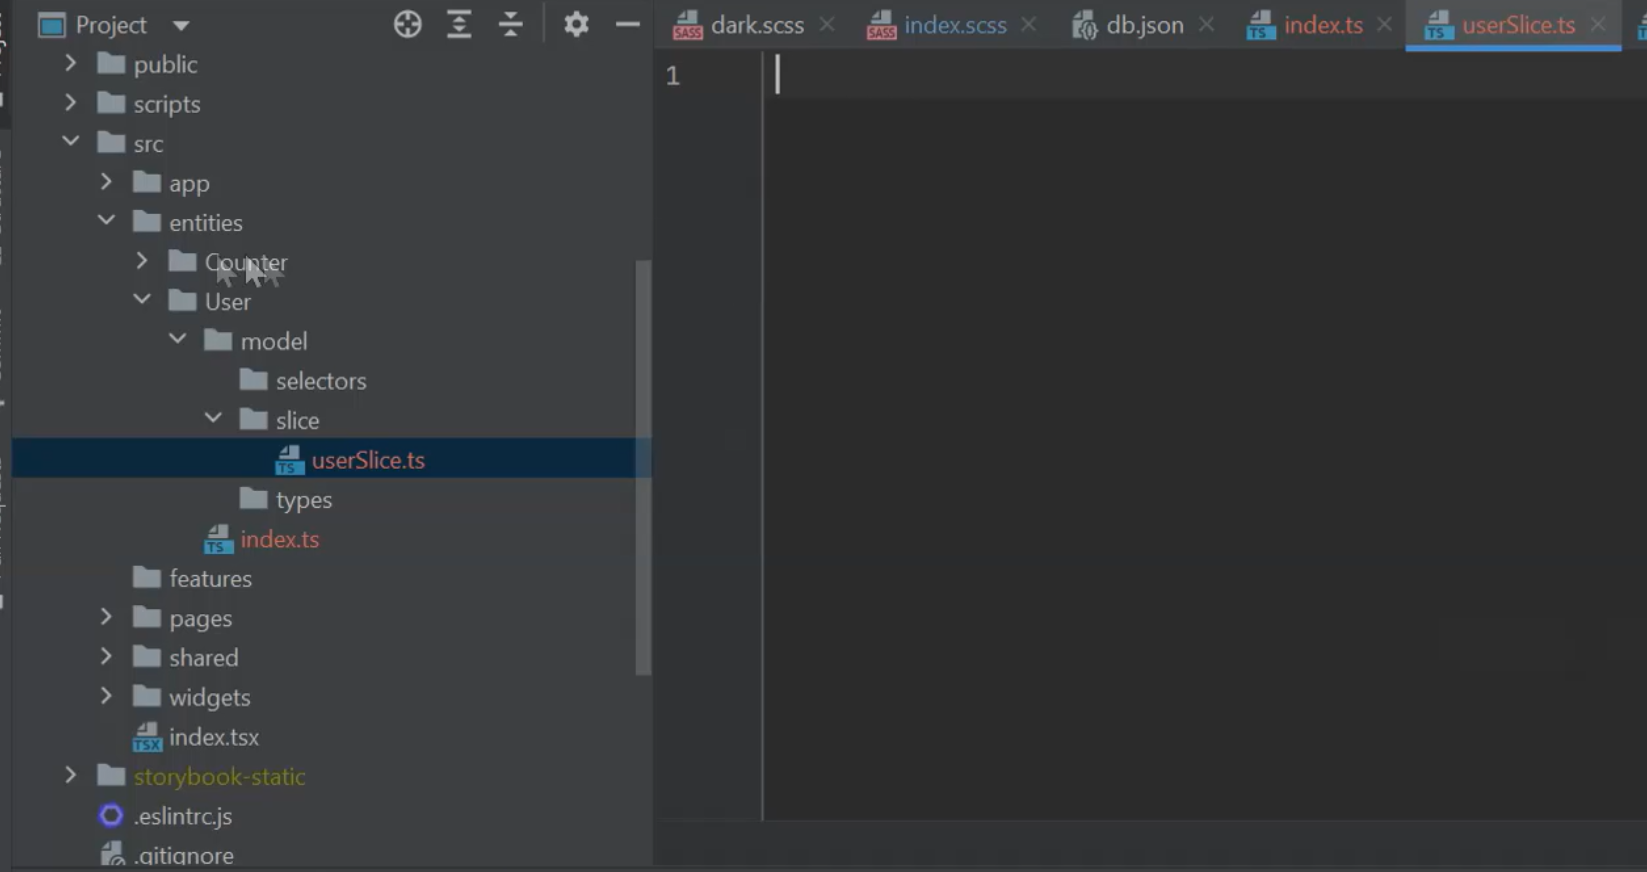 Project
dark.scss
index.scss
db.json
index.ts
userSlice.ts
1
public
scripts
src
app
entities
Counter
User
model
selectors
slice
userSlice.ts
types
index.ts
features
pages
shared
widgets
index.tsx
storybook-static
.eslintrc.js
.gitignore